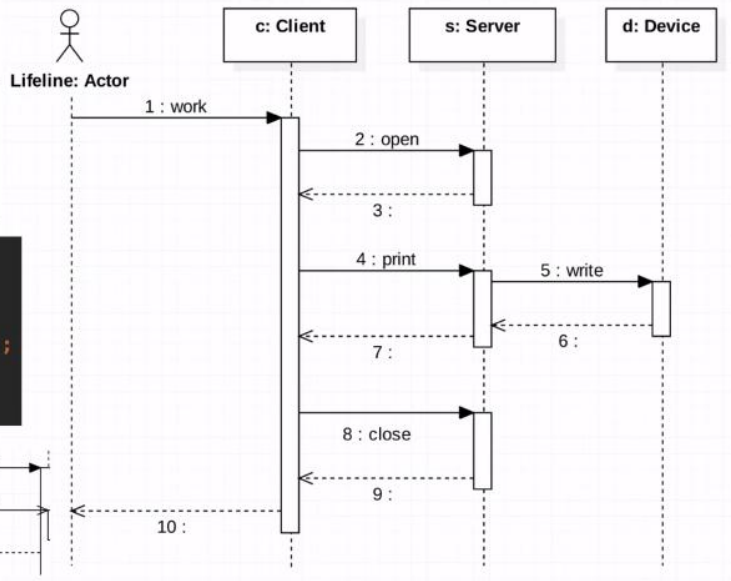 c: Client
s: Server
d: Device
Lifeline: Actor
1 : work
2 : open
3 :
4 : print
5 : write
6 :
7 :
;
8 : close
9 :
10 :